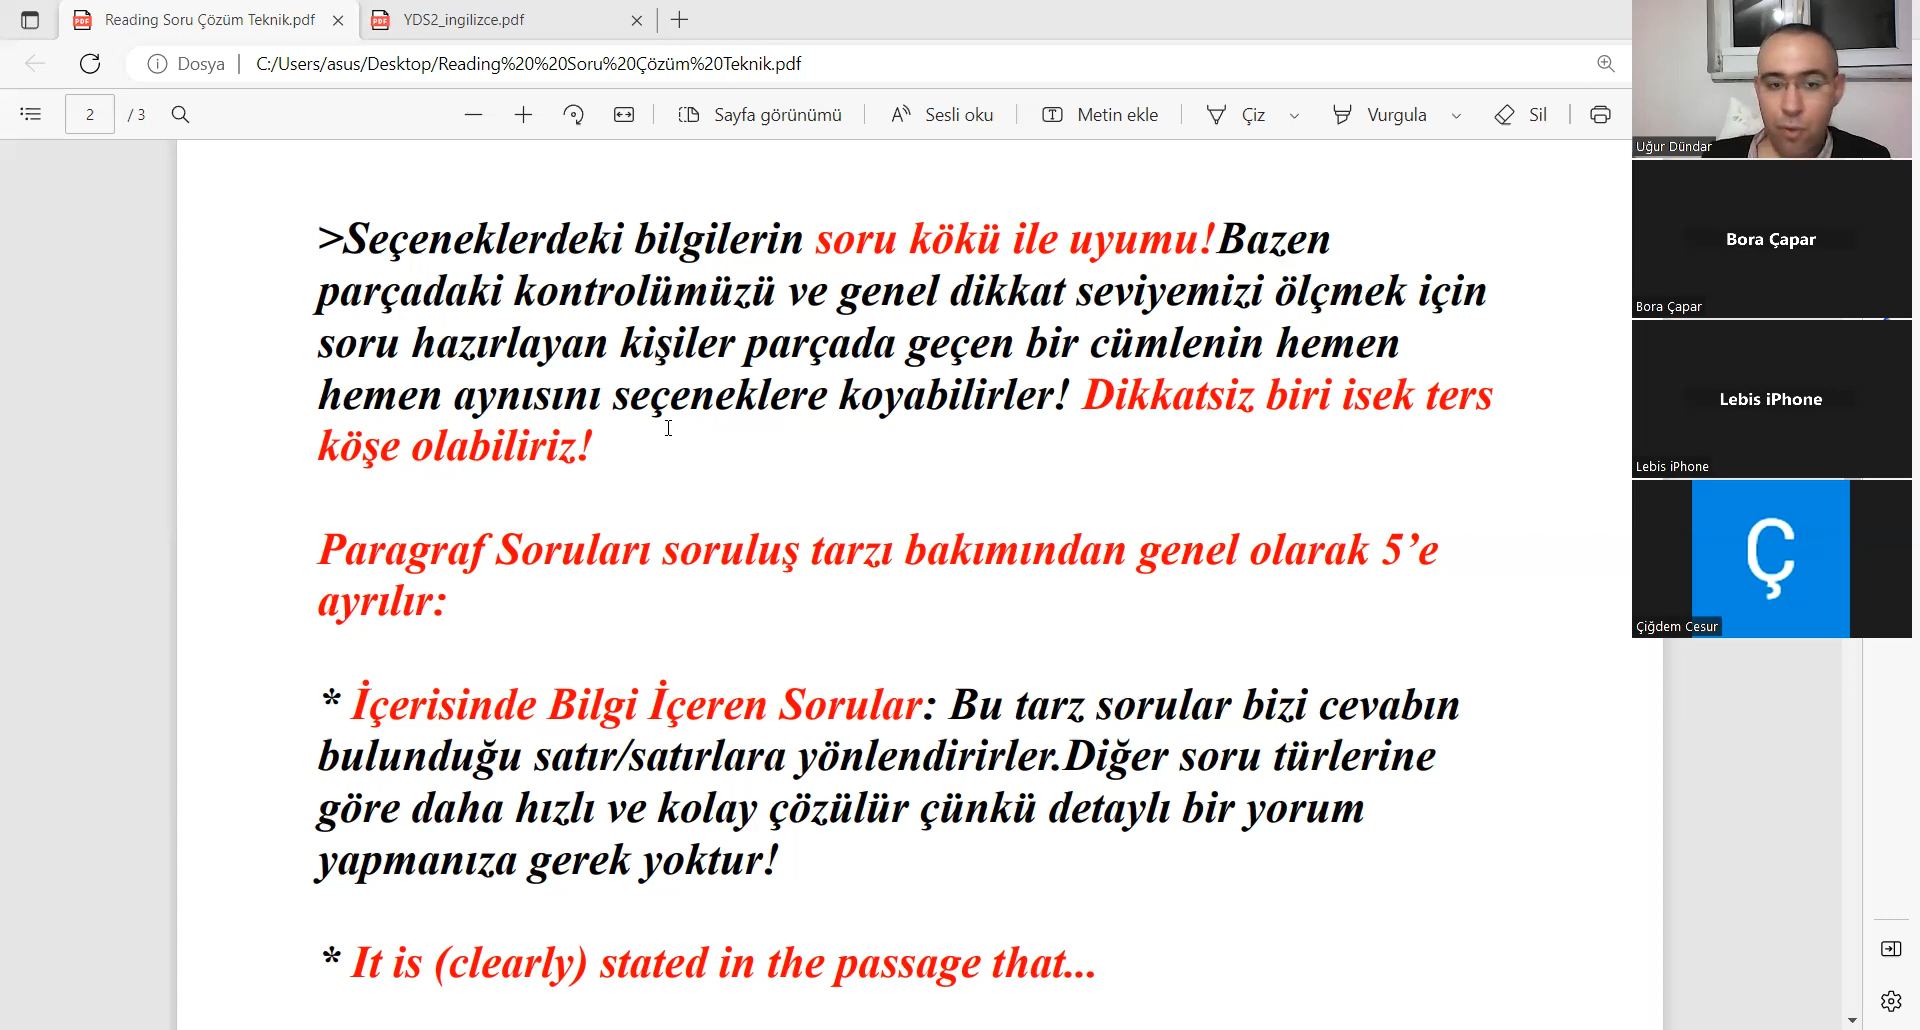 Reading Soru Çözüm Teknik.pdf
YDS2_ingilizce.pdf
Dosya
C:/Users/asus/Desktop/Reading%20%20Soru%20Çözüm%20Teknik.pdf
2 / 3
Sayfa görünümü
Sesli oku
Metin ekle
Çiz
Vurgula
Sil
>Seçeneklerdeki bilgilerin soru kökü ile uyumu!Bazen
parçadaki kontrolümüzü ve genel dikkat seviyemizi ölçmek için
soru hazırlayan kişiler parçada geçen bir cümlenin hemen
hemen aynısını seçeneklere koyabilirler! Dikkatsiz biri isek ters
köşe olabiliriz!
Paragraf Soruları soruluş tarzı bakımından genel olarak 5’e
ayrılır:
* İçerisinde Bilgi İçeren Sorular: Bu tarz sorular bizi cevabın
bulunduğu satır/satırlara yönlendirirler.Diğer soru türlerine
göre daha hızlı ve kolay çözülür çünkü detaylı bir yorum
yapmanıza gerek yoktur!
* It is (clearly) stated in the passage that...
Uğur Dündar
Bora Çapar
Bora Çapar
Lebis iPhone
Lebis iPhone
Ç
Çiğdem Cesur